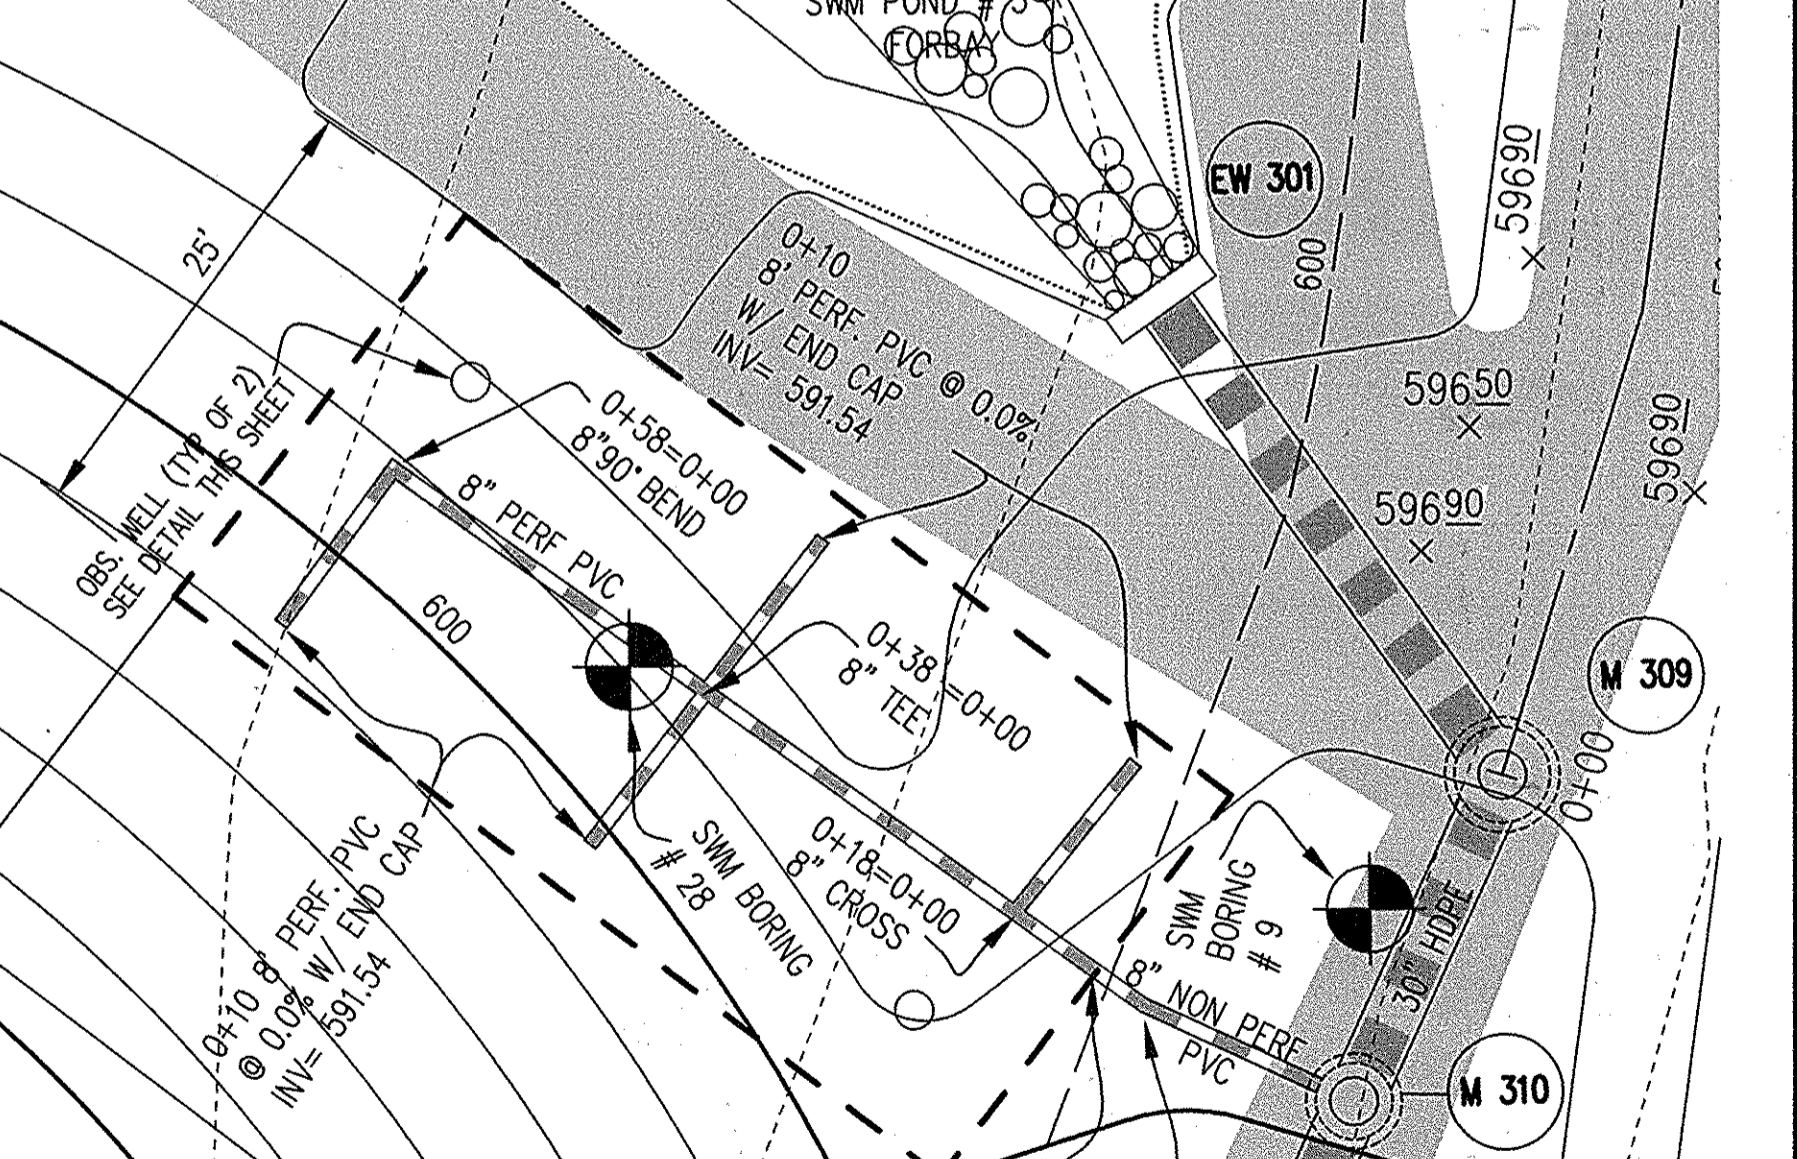 SWM POND # 3
FORBAY
EW 301
59690
600
25'
0+10
8' PERF. PVC @ 0.0%
W/ END CAP
INV= 591.54
59650
59690
59690
OBS. WELL (TYP OF 2)
SEE DETAIL THIS SHEET
0+58=0+00
8"90° BEND
8" PERF PVC
600
0+38 =0+00
8" TEE
M 309
0+00
SWM BORING
# 28
0+18=0+00
8" CROSS
SWM
BORING
# 9
30" HDPE
8" NON PERF
PVC
0+10 8' PERF. PVC
@ 0.0% W/ END CAP
INV= 591.54
M 310